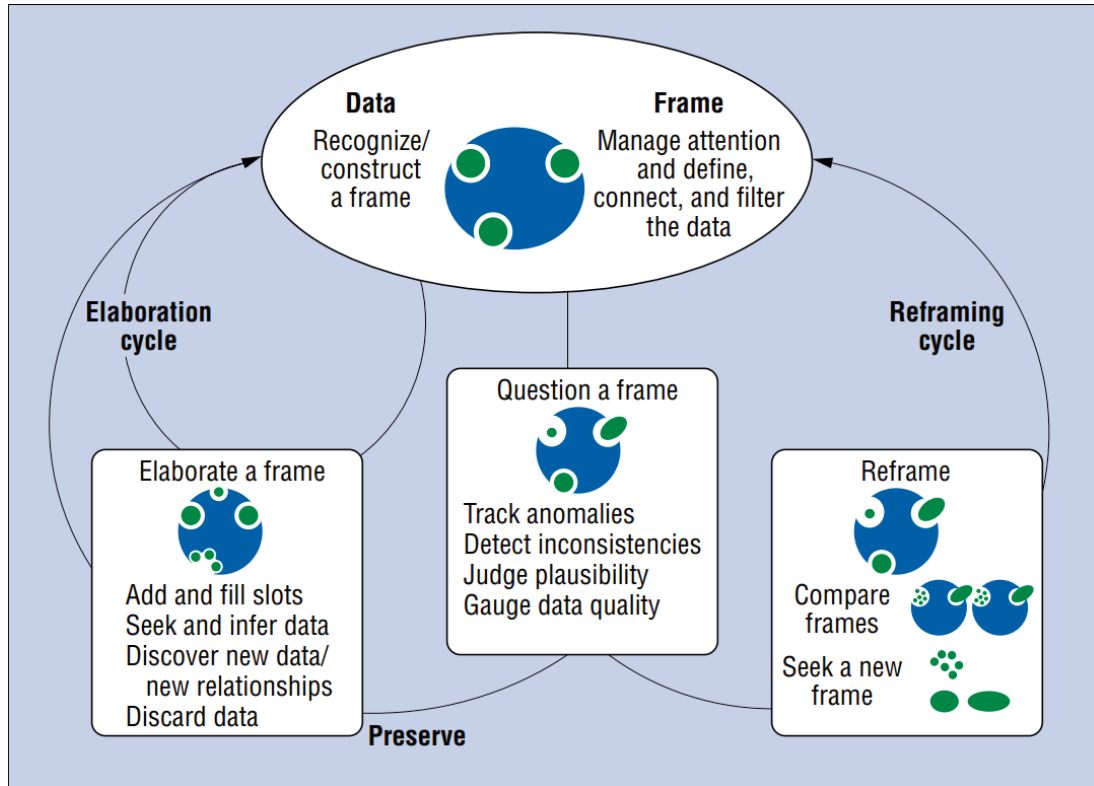 Data
Recognize/
construct
a frame
Frame
Manage attention
and define,
connect, and filter
the data
Elaboration
cycle
Reframing
cycle
Question a frame
Track anomalies
Detect inconsistencies
Judge plausibility
Gauge data quality
Elaborate a frame
Add and fill slots
Seek and infer data
Discover new data/
new relationships
Discard data
Reframe
Compare
frames
Seek a new
frame
Preserve